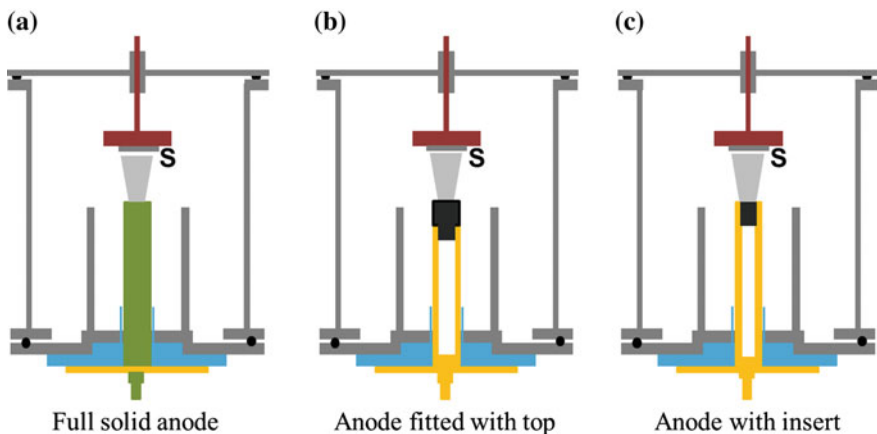 (a) (b) (c)
S S S
Full solid anode Anode fitted with top Anode with insert